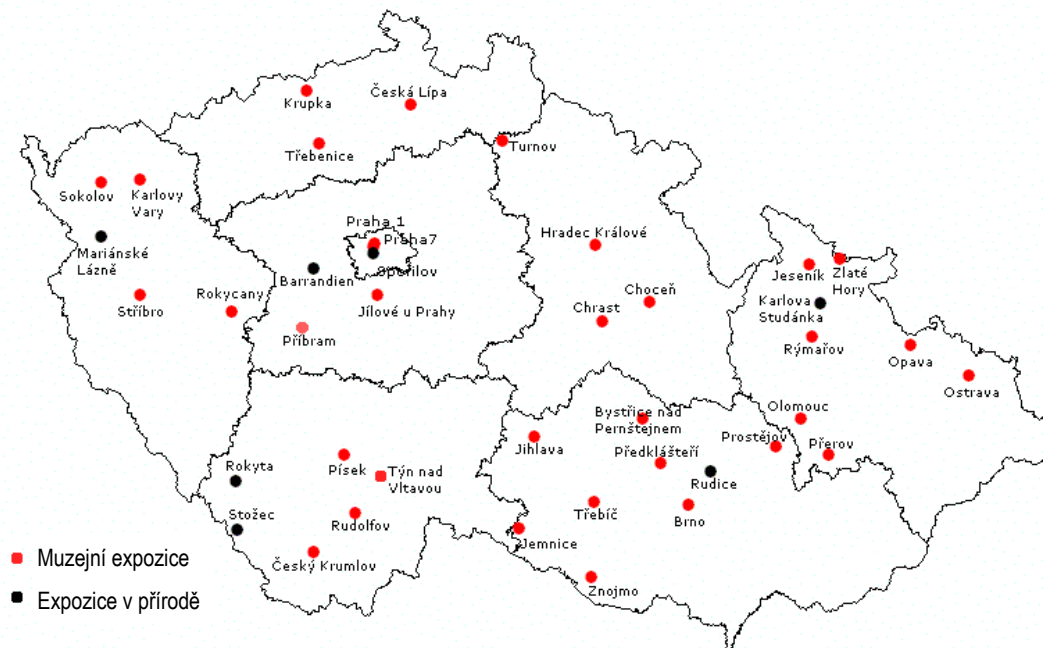 Krupka
Česká Lípa
Třebenice
Turnov
Sokolov
Karlovy
Vary
Mariánské
Lázně
Stříbro
Rokycany
Praha 1
Praha7
Spořilov
Barrandien
Jílové u Prahy
Příbram
Hradec Králové
Choceň
Chrast
Jeseník
Zlaté
Hory
Karlova
Studánka
Rýmařov
Opava
Ostrava
Olomouc
Přerov
Prostějov
Bystřice nad
Pernštejnem
Jihlava
Předklášteří
Rudice
Třebíč
Brno
Jemnice
Znojmo
Rokyta
Písek
Týn nad
Vltavou
Stožec
Rudolfov
Český Krumlov
Muzejní expozice
Expozice v přírodě